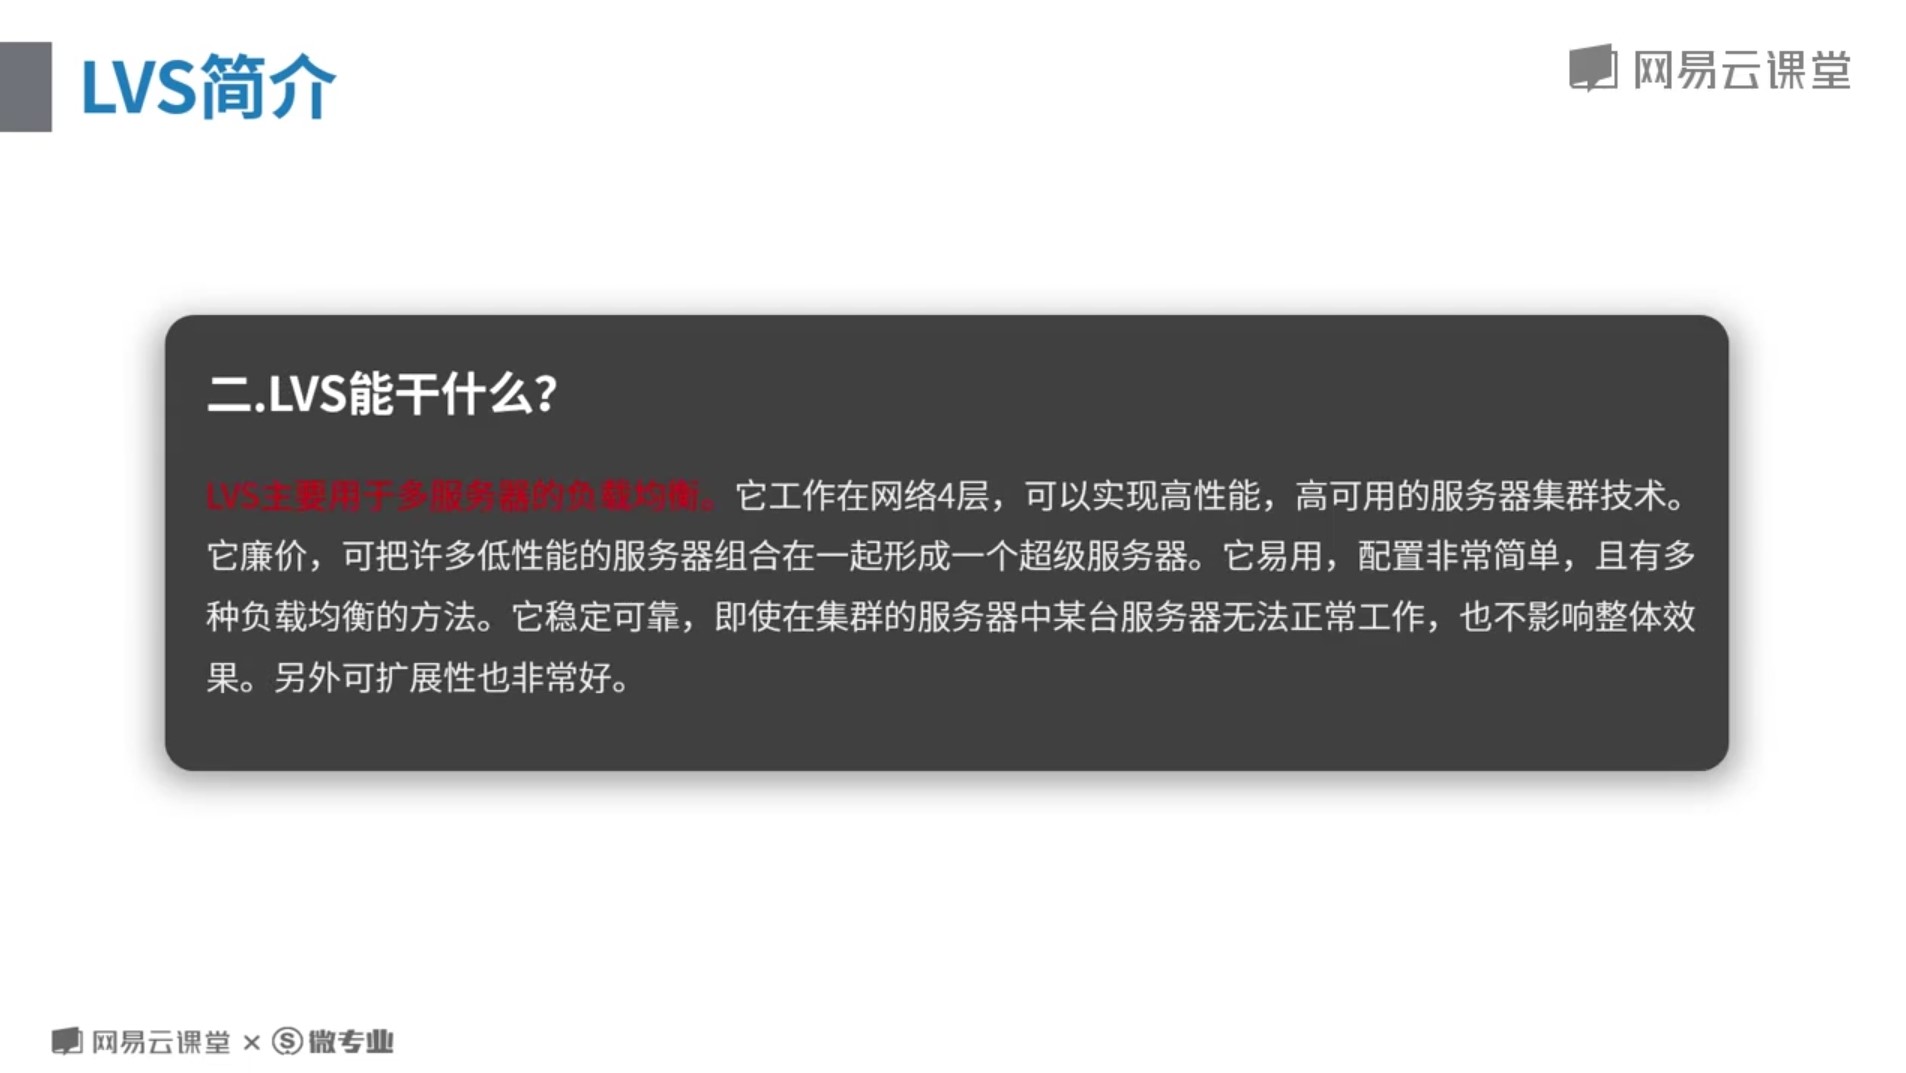 LVS简介
网易云课堂
二.LVS能干什么？
LVS主要用于多服务器的负载均衡。它工作在网络4层，可以实现高性能，高可用的服务器集群技术。
它廉价，可把许多低性能的服务器组合在一起形成一个超级服务器。它易用，配置非常简单，且有多
种负载均衡的方法。它稳定可靠，即使在集群的服务器中某台服务器无法正常工作，也不影响整体效
果。另外可扩展性也非常好。
网易云课堂 × 微专业